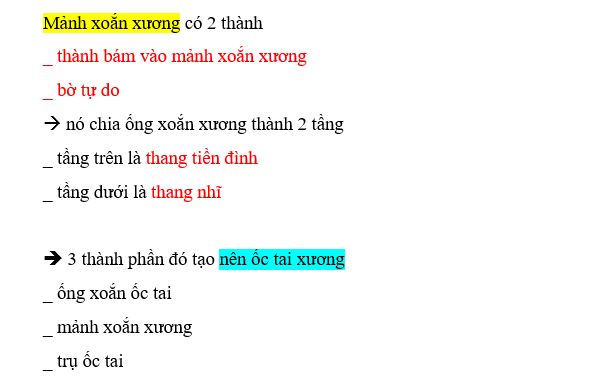 Mảnh xoắn xương có 2 thành
_ thành bám vào mảnh xoắn xương
_ bờ tự do
→ nó chia ống xoắn xương thành 2 tầng
_ tầng trên là thang tiền đình
_ tầng dưới là thang nhĩ
➔ 3 thành phần đó tạo nên ốc tai xương
_ ống xoắn ốc tai
_ mảnh xoắn xương
_ trụ ốc tai